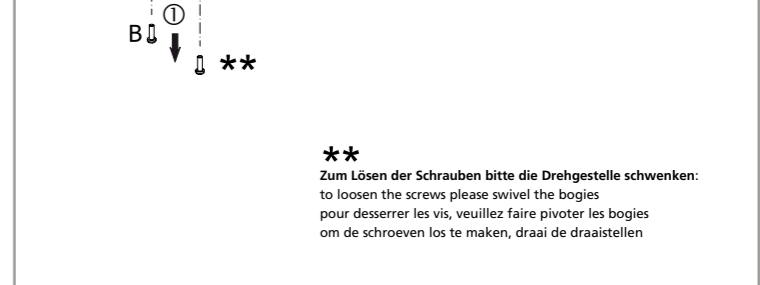 ①
B
**
**
Zum Lösen der Schrauben bitte die Drehgestelle schwenken:
to loosen the screws please swivel the bogies
pour desserrer les vis, veuillez faire pivoter les bogies
om de schroeven los te maken, draai de draaistellen